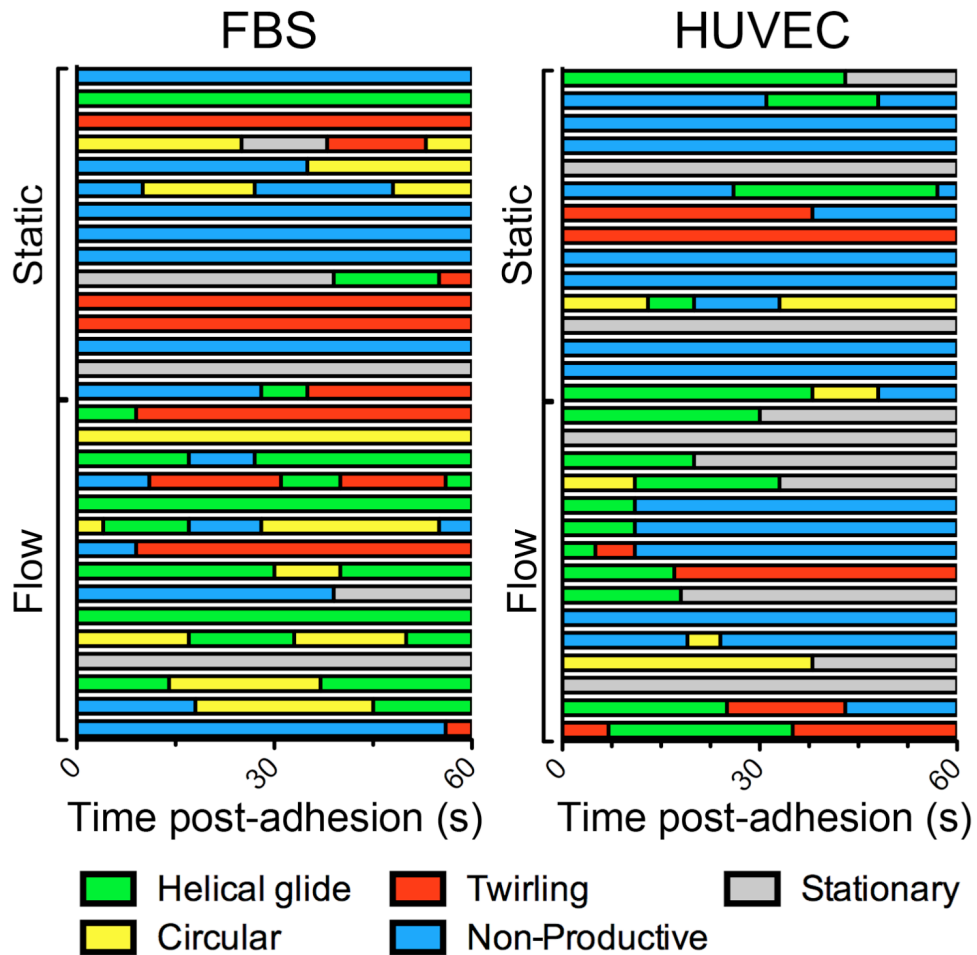 FBS HUVEC
Static
Flow
Static
Flow
0 30 60 0 30 60
Time post-adhesion (s) Time post-adhesion (s)
Helical glide Twirling Stationary
Circular Non-Productive